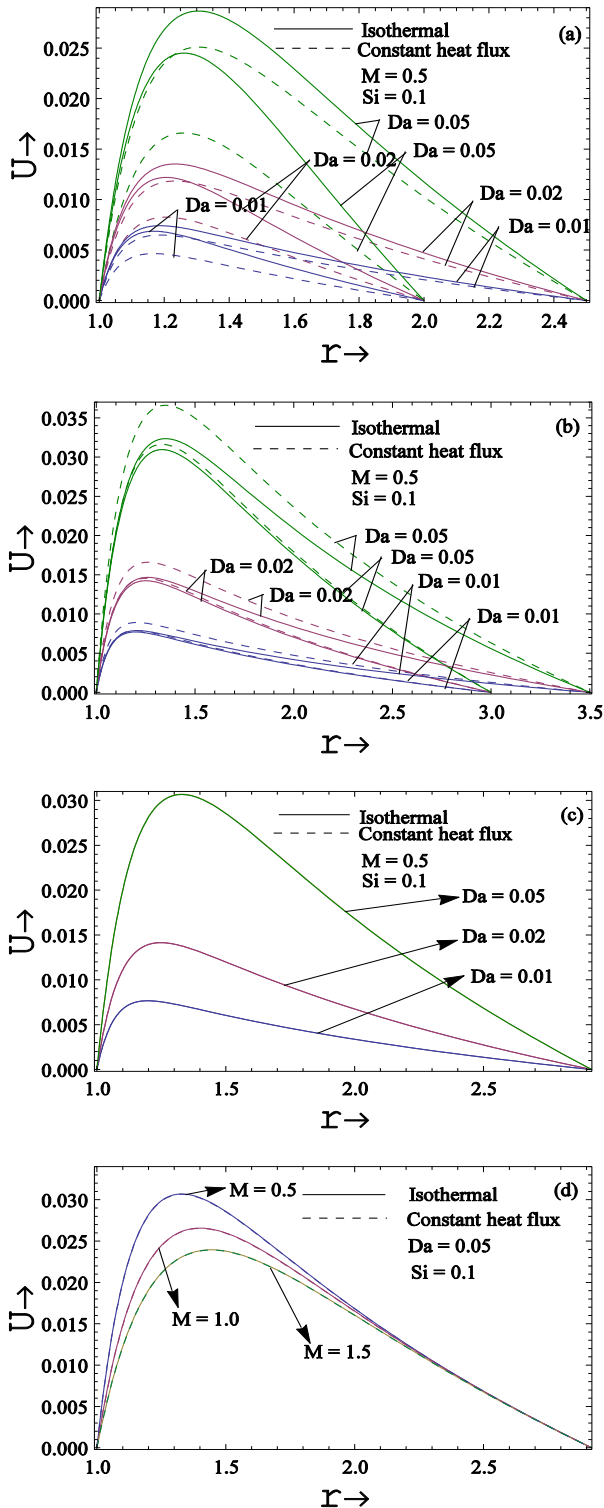 0.025
0.020
0.015
0.010
0.005
0.000
U→
Isothermal
Constant heat flux
M = 0.5
Si = 0.1
(a)
Da = 0.05
Da = 0.02
Da = 0.05
Da = 0.02
Da = 0.01
Da = 0.01
1.0 1.2 1.4 1.6 1.8 2.0 2.2 2.4
r→
0.035
0.030
0.025
0.020
0.015
0.010
0.005
0.000
U→
Isothermal
Constant heat flux
M = 0.5
Si = 0.1
(b)
Da = 0.05
Da = 0.05
Da = 0.02
Da = 0.01
Da = 0.02
Da = 0.01
1.0 1.5 2.0 2.5 3.0 3.5
r→
0.030
0.025
0.020
0.015
0.010
0.005
0.000
U→
Isothermal
Constant heat flux
M = 0.5
Si = 0.1
(c)
Da = 0.05
Da = 0.02
Da = 0.01
1.0 1.5 2.0 2.5
r→
0.030
0.025
0.020
0.015
0.010
0.005
0.000
U→
M = 0.5
Isothermal
Constant heat flux
Da = 0.05
Si = 0.1
(d)
M = 1.0
M = 1.5
1.0 1.5 2.0 2.5
r→